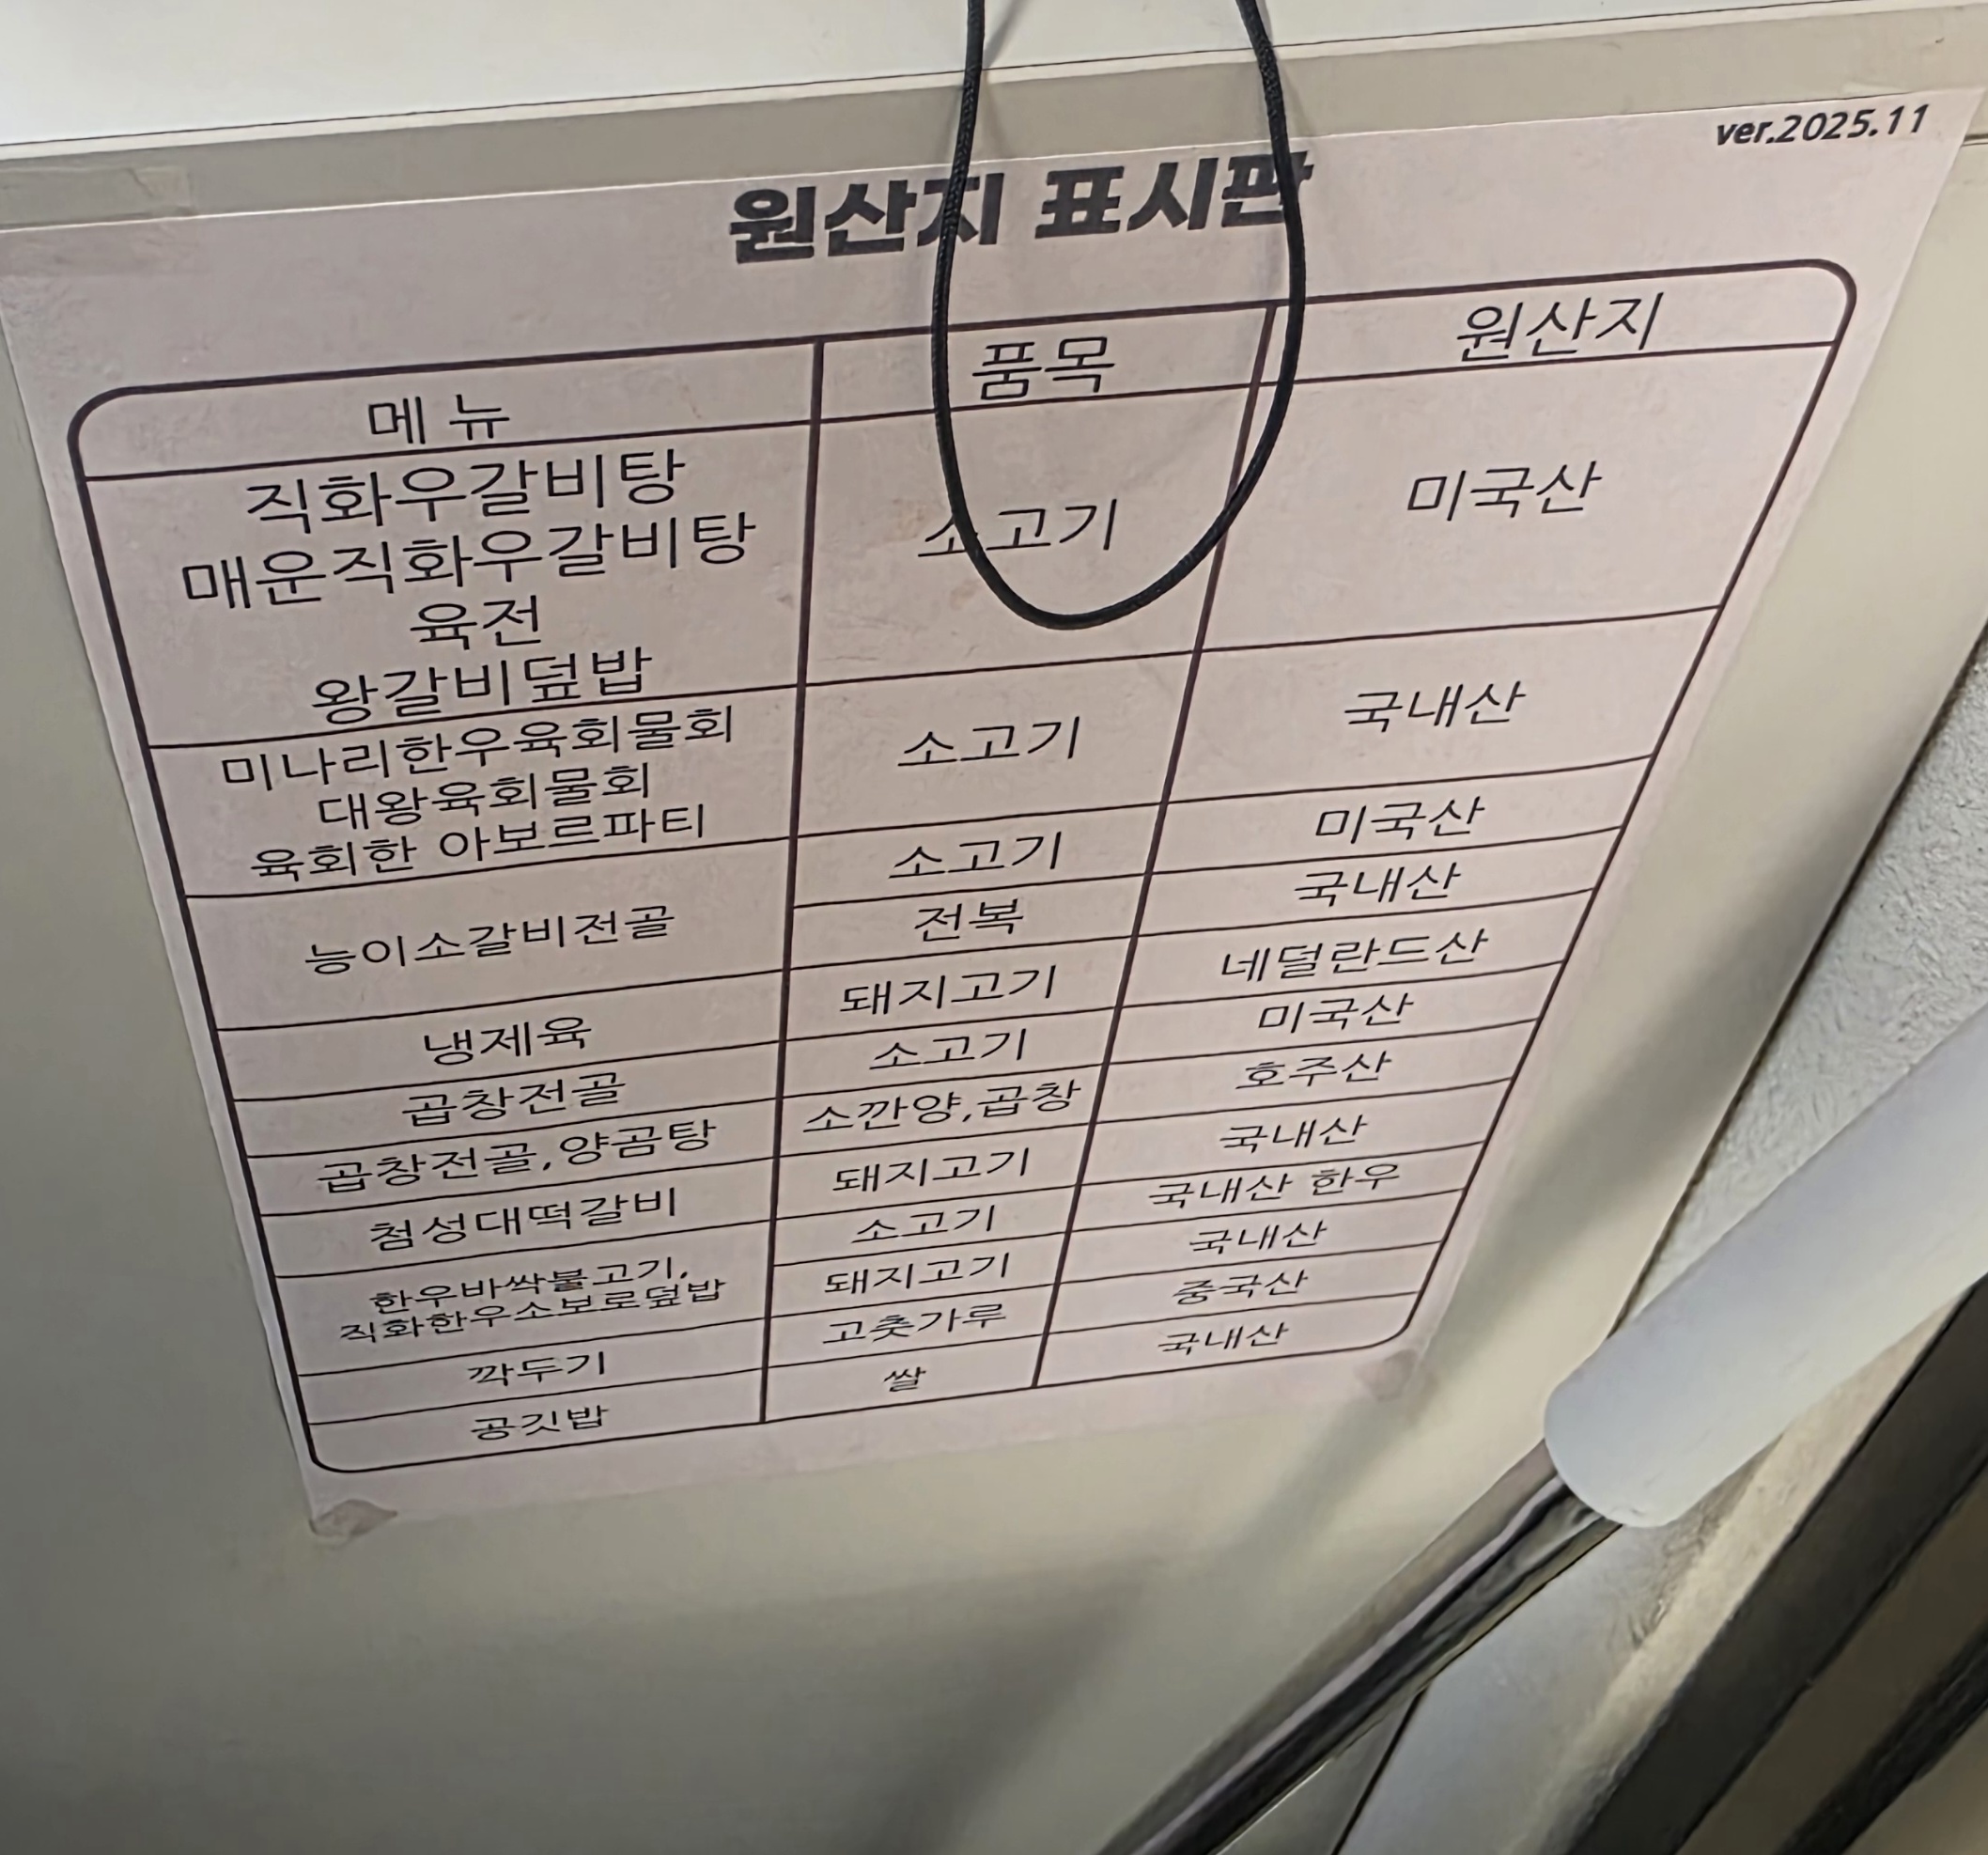 ver.2025.11
원산지 표시판
메뉴 품목 원산지
직화우갈비탕
매운직화우갈비탕
육전
왕갈비덮밥
소고기 미국산
미나리한우육회물회
대왕육회물회
육회한 아보르파티
소고기 국내산
능이소갈비전골
소고기 미국산
전복 국내산
냉제육 돼지고기 네덜란드산
곱창전골 소고기 미국산
곱창전골,양곰탕 소깐양,곱창 호주산
첨성대떡갈비 돼지고기 국내산
한우바싹불고기,
직화한우소보로덮밥
소고기 국내산 한우
돼지고기 국내산
깍두기 고춧가루 중국산
공깃밥 쌀 국내산